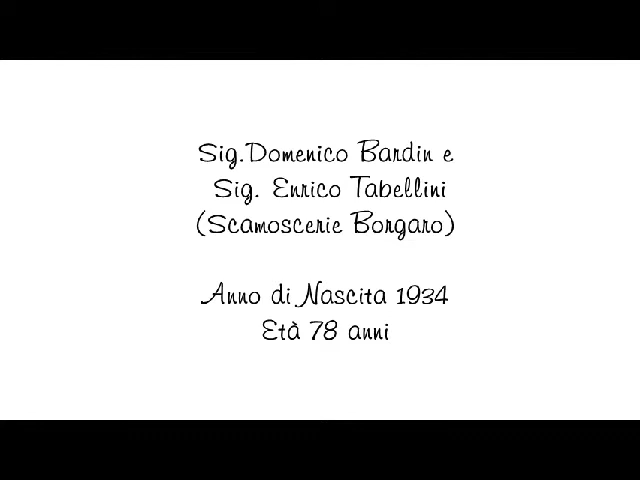 Sig.Domenico Bardin e
Sig. Enrico Tabellini
(Scamoscerie Borgaro)
Anno di Nascita 1934
Età 78 anni